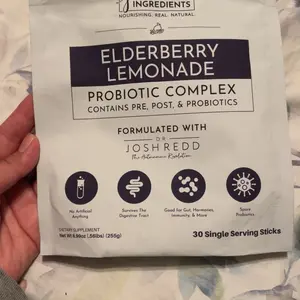 INGREDIENTS
NOURISHING. REAL. NATURAL.
ELDERBERRY
LEMONADE
PROBIOTIC COMPLEX
CONTAINS PRE, POST, & PROBIOTICS
FORMULATED WITH
DR
JOSHREDD
The Autoimmune Revolution
No Artificial Anything
Survives The Digestive Tract
Good For Gut, Hormones, Immunity, & More
Spore Probiotics
DIETARY SUPPLEMENT
30 Single Serving Sticks